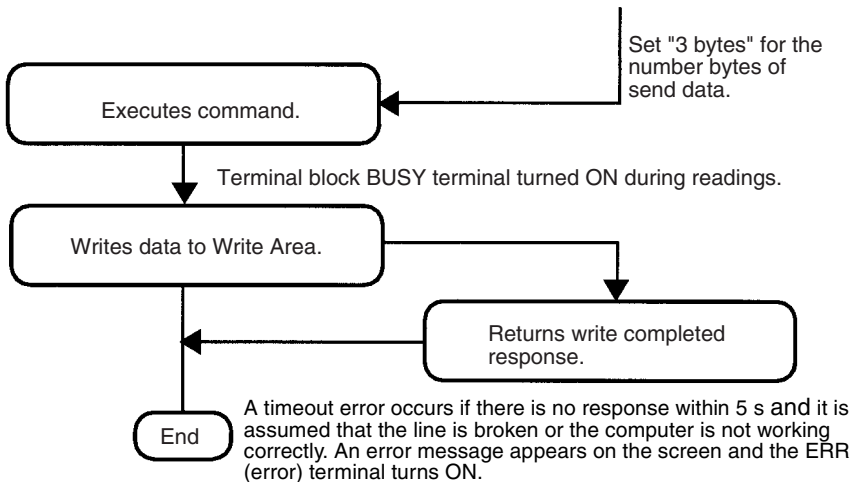 Set "3 bytes" for the
number bytes of
send data.
Executes command.
Terminal block BUSY terminal turned ON during readings.
Writes data to Write Area.
Returns write completed
response.
End
A timeout error occurs if there is no response within 5 s and it is
assumed that the line is broken or the computer is not working
correctly. An error message appears on the screen and the ERR
(error) terminal turns ON.